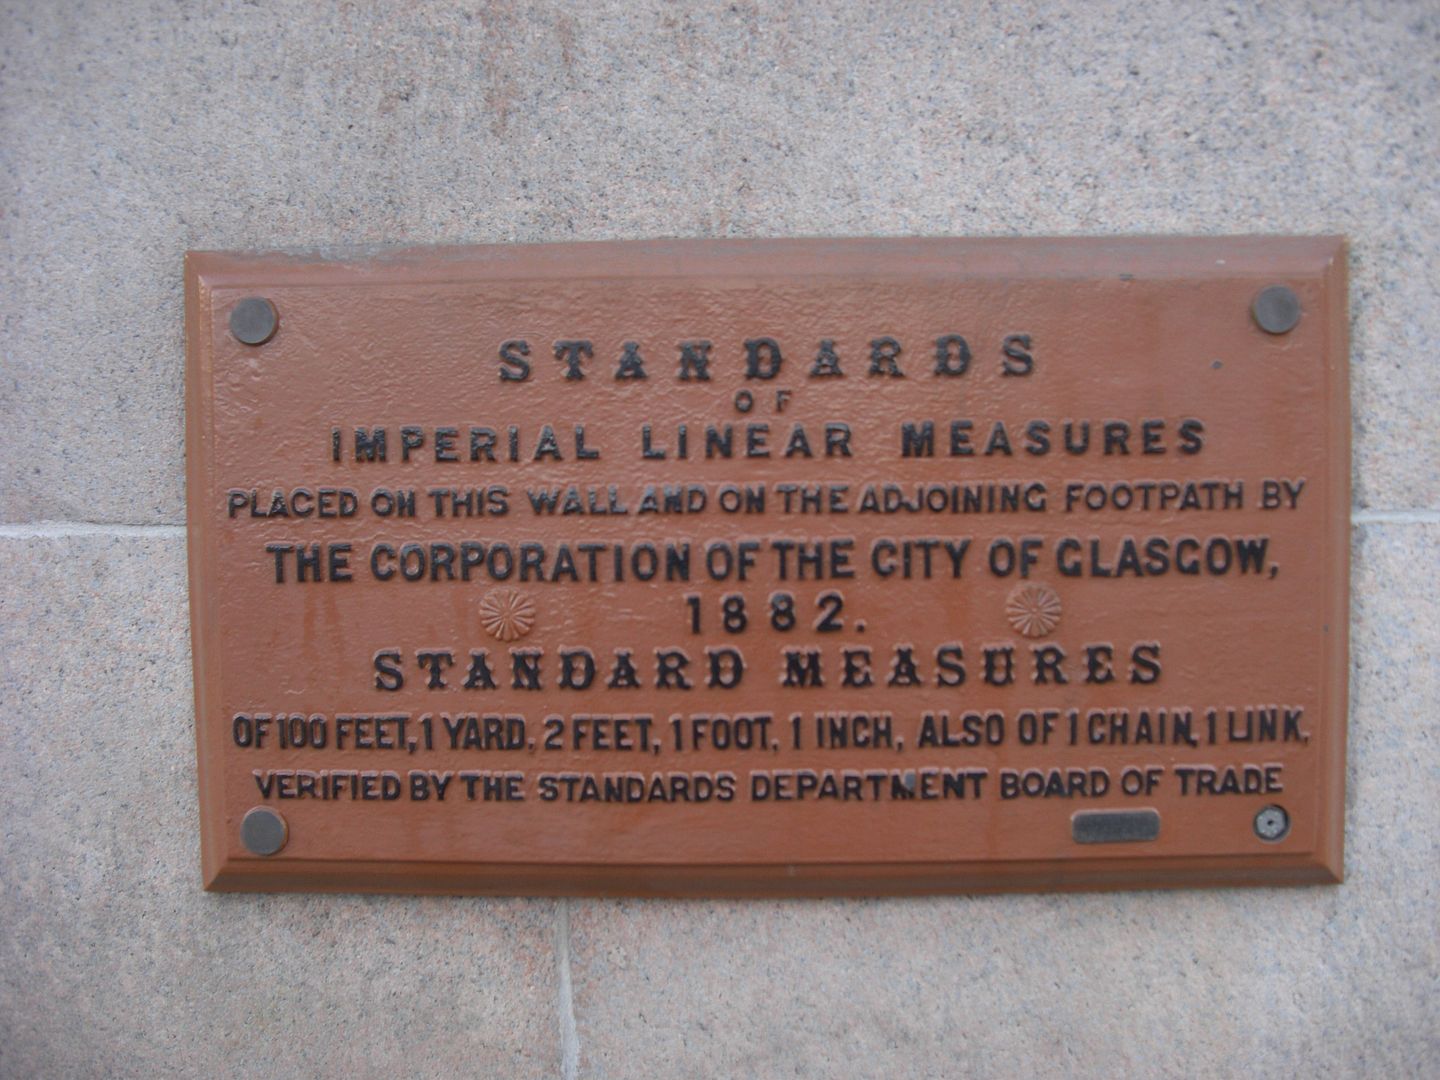 STANDARDS
OF
IMPERIAL LINEAR MEASURES
PLACED ON THIS WALL AND ON THE ADJOINING FOOTPATH BY
THE CORPORATION OF THE CITY OF GLASGOW,
1882.
STANDARD MEASURES
OF 100 FEET, 1 YARD, 2 FEET, 1 FOOT, 1 INCH, ALSO OF 1 CHAIN, 1 LINK,
VERIFIED BY THE STANDARDS DEPARTMENT BOARD OF TRADE